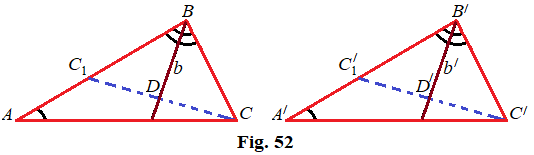 B B′
C₁ b C₁′ b′
D D′
A C A′ C′
Fig. 52